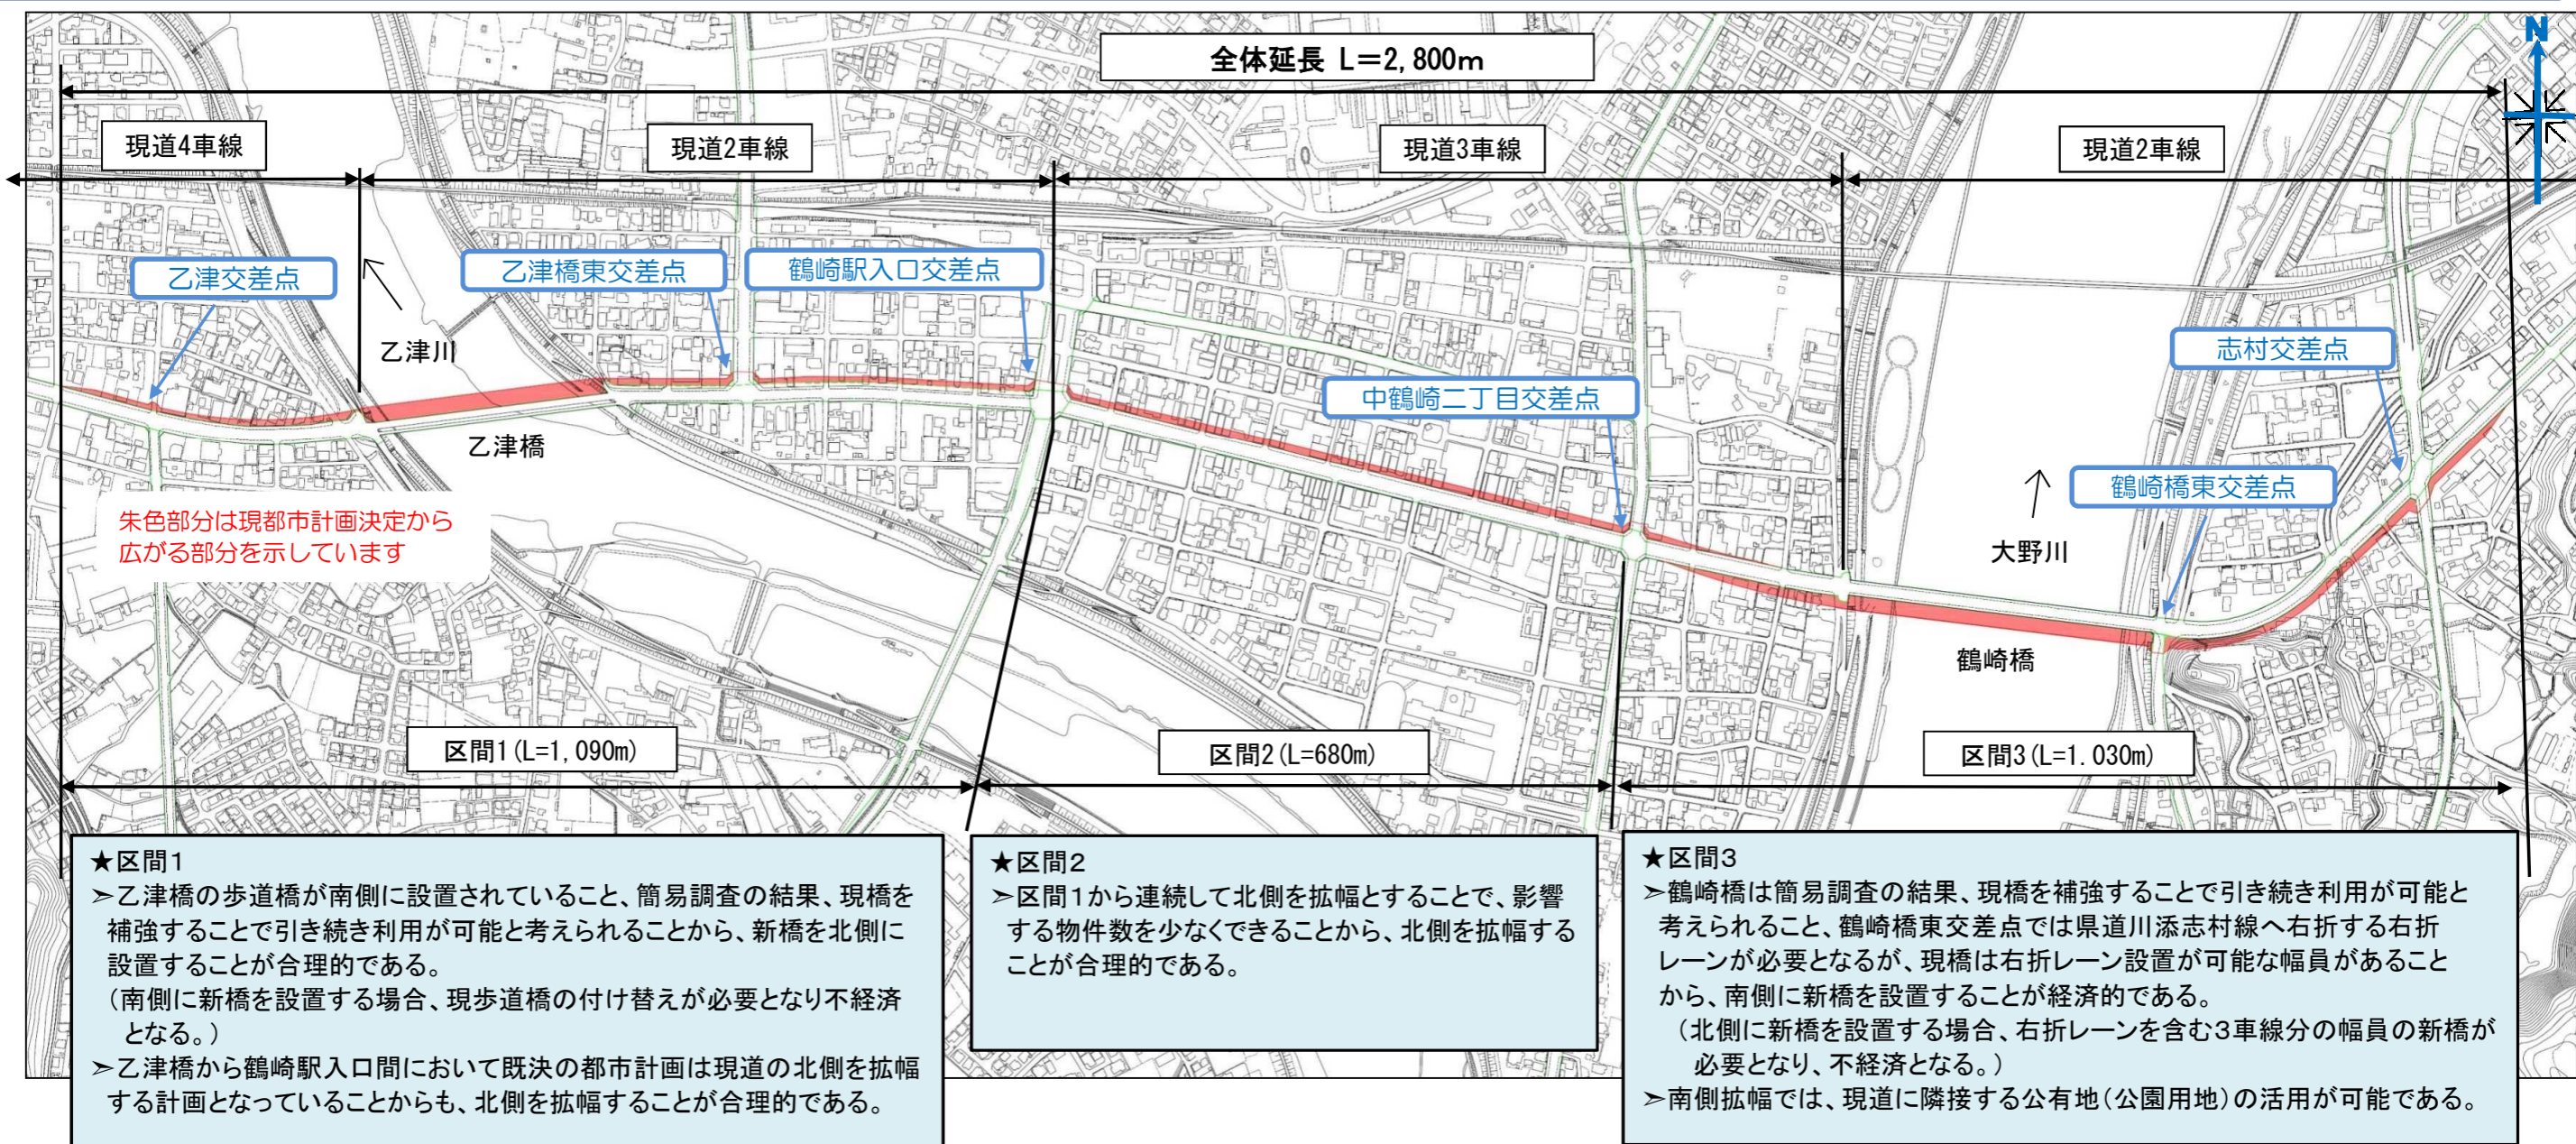 全体延長 L=2,800m
N
現道4車線
現道2車線
現道3車線
現道2車線
乙津交差点
乙津橋東交差点
鶴崎駅入口交差点
乙津川
志村交差点
中鶴崎二丁目交差点
乙津橋
鶴崎橋東交差点
朱色部分は現都市計画決定から
広がる部分を示しています
大野川
鶴崎橋
区間1(L=1,090m)
区間2(L=680m)
区間3(L=1.030m)
★区間1
➢乙津橋の歩道橋が南側に設置されていること、簡易調査の結果、現橋を
補強することで引き続き利用が可能と考えられることから、新橋を北側に
設置することが合理的である。
(南側に新橋を設置する場合、現歩道橋の付け替えが必要となり不経済
となる。)
➢乙津橋から鶴崎駅入口間において既決の都市計画は現道の北側を拡幅
する計画となっていることからも、北側を拡幅することが合理的である。
★区間2
➢区間1から連続して北側を拡幅とすることで、影響
する物件数を少なくできることから、北側を拡幅する
ことが合理的である。
★区間3
➢鶴崎橋は簡易調査の結果、現橋を補強することで引き続き利用が可能と
考えられること、鶴崎橋東交差点では県道川添志村線へ右折する右折
レーンが必要となるが、現橋は右折レーン設置が可能な幅員があること
から、南側に新橋を設置することが経済的である。
(北側に新橋を設置する場合、右折レーンを含む3車線分の幅員の新橋が
必要となり、不経済となる。)
➢南側拡幅では、現道に隣接する公有地(公園用地)の活用が可能である。